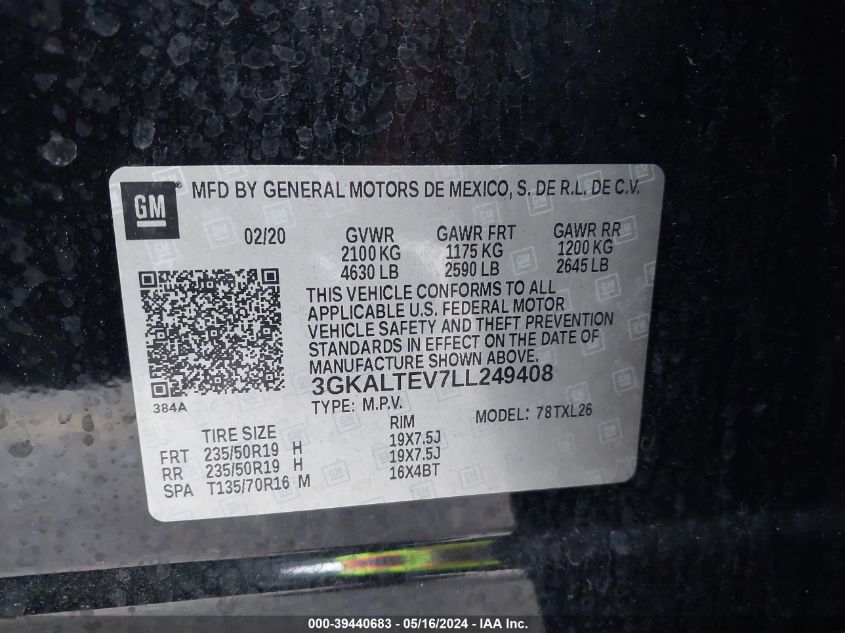 GM® MFD BY GENERAL MOTORS DE MEXICO, S. DE R.L. DE C.V.
02/20 GVWR GAWR FRT GAWR RR
2100 KG 1175 KG 1200 KG
4630 LB 2590 LB 2645 LB
THIS VEHICLE CONFORMS TO ALL
APPLICABLE U.S. FEDERAL MOTOR
VEHICLE SAFETY AND THEFT PREVENTION
STANDARDS IN EFFECT ON THE DATE OF
MANUFACTURE SHOWN ABOVE.
3GKALTEV7LL249408
384A
TYPE: M.P.V. MODEL: 78TXL26
TIRE SIZE RIM
FRT 235/50R19 H 19X7.5J
RR 235/50R19 H 19X7.5J
SPA T135/70R16 M 16X4BT
000-39440683 - 05/16/2024 - IAA Inc.